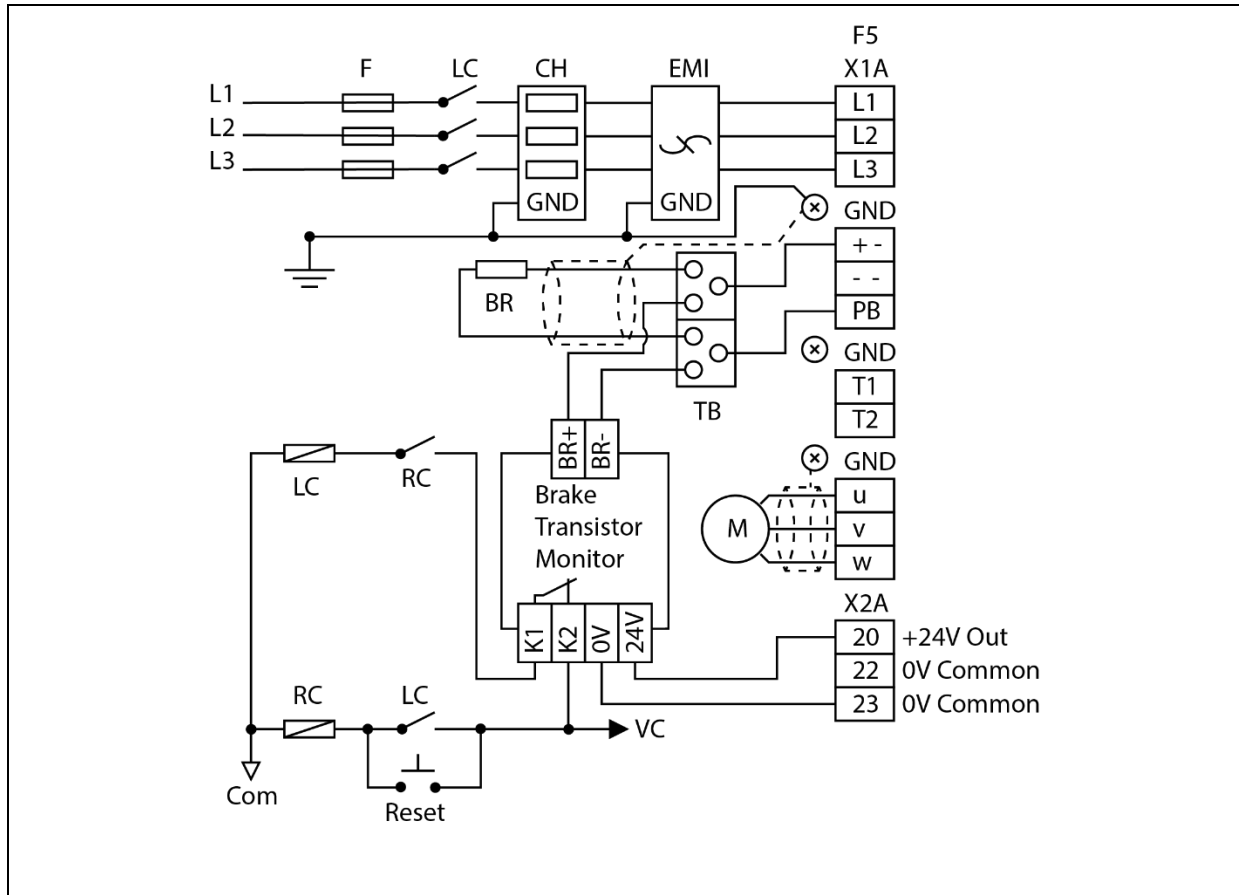 F5
F LC CH EMI X1A
L1 L1
L2 L2
L3 L3
GND GND GND
+ -
- -
BR PB
GND
T1
TB T2
BR+ BR- GND
LC RC u
Brake
Transistor M v
Monitor w
X2A
K1 K2 0V 24V 20 +24V Out
22 0V Common
RC LC 23 0V Common
VC
Com Reset